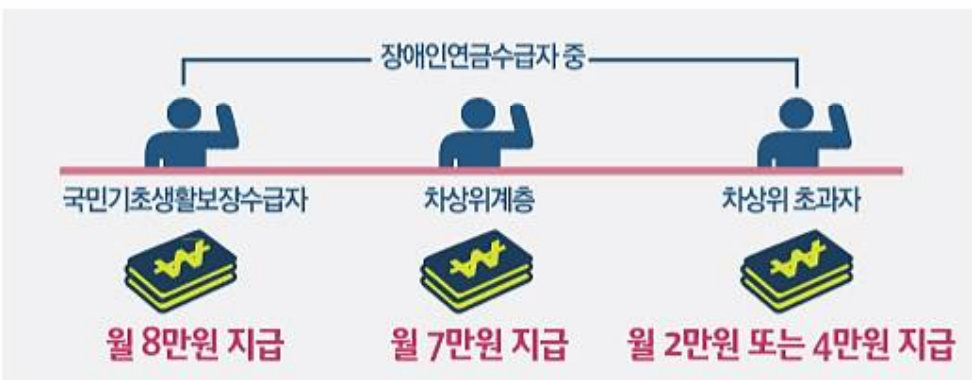 장애인연금수급자 중
국민기초생활보장수급자
차상위계층
차상위 초과자
월 8만원 지급
월 7만원 지급
월 2만원 또는 4만원 지급